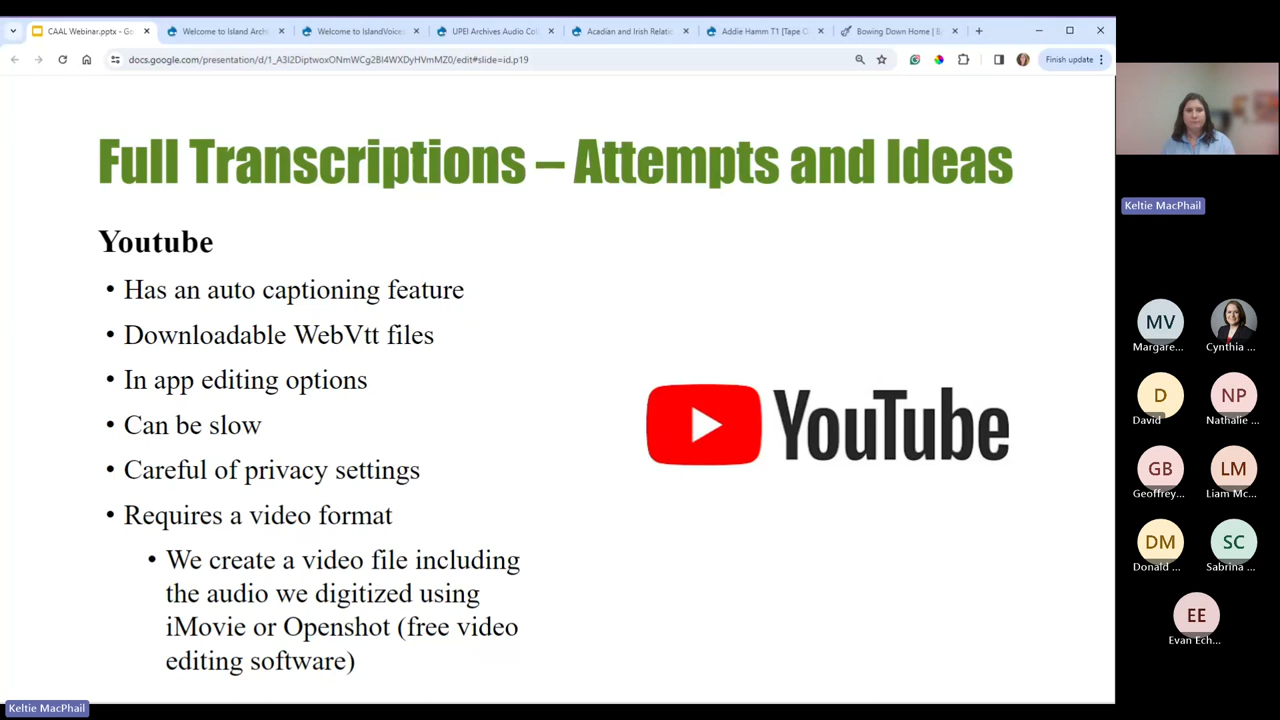 CAAL Webinar.pptx - Go
Welcome to Island Arch
Welcome to IslandVoices
UPEI Archives Audio Col
Acadian and Irish Relati
Addie Hamm T1 [Tape C
Bowing Down Home | B
docs.google.com/presentation/d/1_A3I2DiptwoxONmWCg2Bl4WXDyHVmMZ0/edit#slide=id.p19
Finish update
Full Transcriptions – Attempts and Ideas
Youtube
• Has an auto captioning feature
• Downloadable WebVtt files
• In app editing options
• Can be slow
• Careful of privacy settings
• Requires a video format
• We create a video file including
the audio we digitized using
iMovie or Openshot (free video
editing software)
YouTube
Keltie MacPhail
Keltie MacPhail
MV
Margare...
Cynthia ...
D
David
NP
Nathalie ...
GB
Geoffrey...
LM
Liam Mc...
DM
Donald ...
SC
Sabrina ...
EE
Evan Ech...